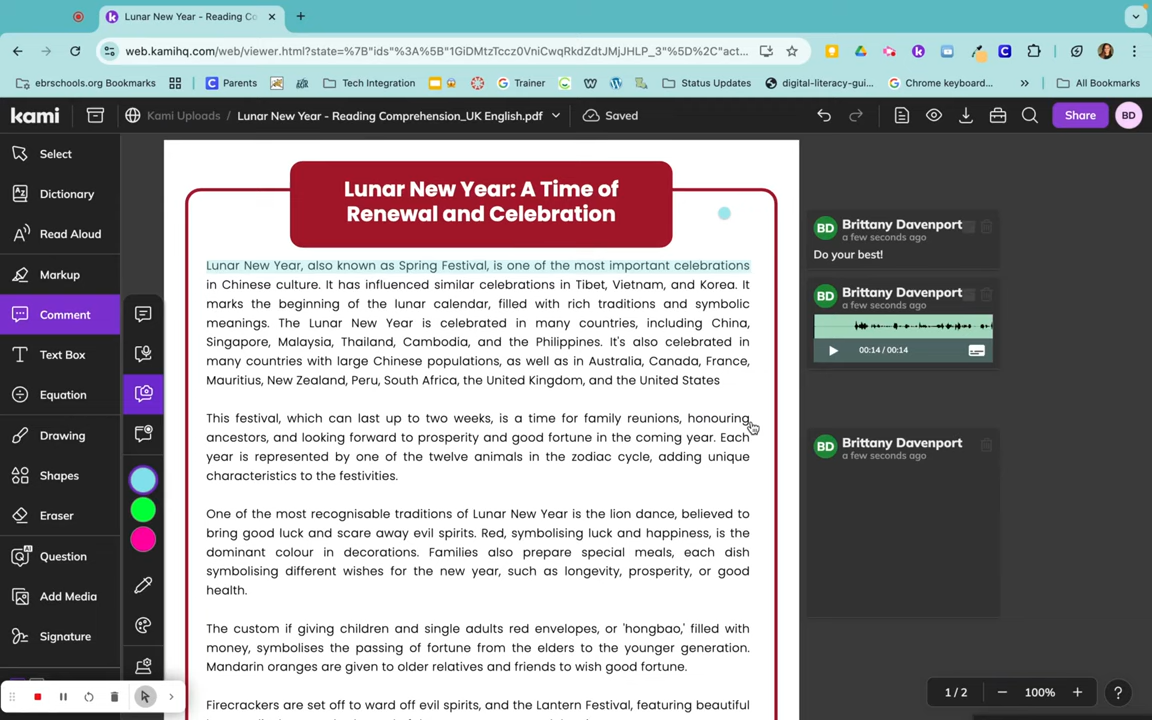 Lunar New Year - Reading Co
web.kamihq.com/web/viewer.html?state=%7B"ids"%3A%5B"1GiDMtzTccz0VniCwqRkdZdtJMjJHLP_3"%5D%2C"act...
ebrschools.org Bookmarks
Parents
Tech Integration
Trainer
Status Updates
digital-literacy-gui...
Chrome keyboard...
All Bookmarks
kami
Kami Uploads / Lunar New Year - Reading Comprehension_UK English.pdf
Saved
Share
BD
Select
Dictionary
Read Aloud
Markup
Comment
Text Box
Equation
Drawing
Shapes
Eraser
Question
Add Media
Signature
Lunar New Year: A Time of
Renewal and Celebration
Lunar New Year, also known as Spring Festival, is one of the most important celebrations
in Chinese culture. It has influenced similar celebrations in Tibet, Vietnam, and Korea. It
marks the beginning of the lunar calendar, filled with rich traditions and symbolic
meanings. The Lunar New Year is celebrated in many countries, including China,
Singapore, Malaysia, Thailand, Cambodia, and the Philippines. It's also celebrated in
many countries with large Chinese populations, as well as in Australia, Canada, France,
Mauritius, New Zealand, Peru, South Africa, the United Kingdom, and the United States
This festival, which can last up to two weeks, is a time for family reunions, honouring
ancestors, and looking forward to prosperity and good fortune in the coming year. Each
year is represented by one of the twelve animals in the zodiac cycle, adding unique
characteristics to the festivities.
One of the most recognisable traditions of Lunar New Year is the lion dance, believed to
bring good luck and scare away evil spirits. Red, symbolising luck and happiness, is the
dominant colour in decorations. Families also prepare special meals, each dish
symbolising different wishes for the new year, such as longevity, prosperity, or good
health.
The custom if giving children and single adults red envelopes, or 'hongbao,' filled with
money, symbolises the passing of fortune from the elders to the younger generation.
Mandarin oranges are given to older relatives and friends to wish good fortune.
Firecrackers are set off to ward off evil spirits, and the Lantern Festival, featuring beautiful
BD
Brittany Davenport
a few seconds ago
Do your best!
BD
Brittany Davenport
a few seconds ago
00:14 / 00:14
BD
Brittany Davenport
a few seconds ago
1 / 2
100%
?